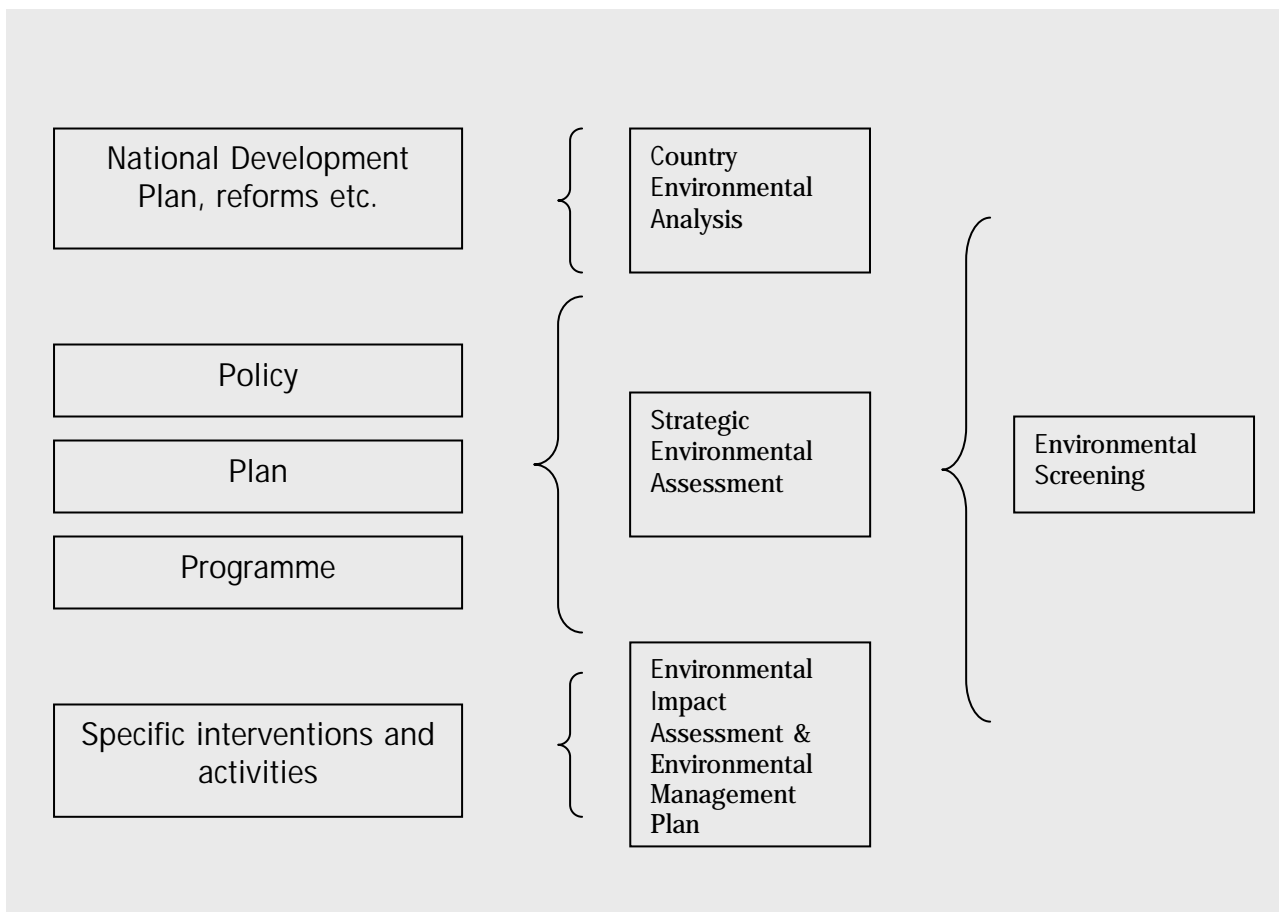 National Development
Plan, reforms etc.
Country
Environmental
Analysis
Policy
Plan
Programme
Strategic
Environmental
Assessment
Environmental
Screening
Specific interventions and
activities
Environmental
Impact
Assessment &
Environmental
Management
Plan